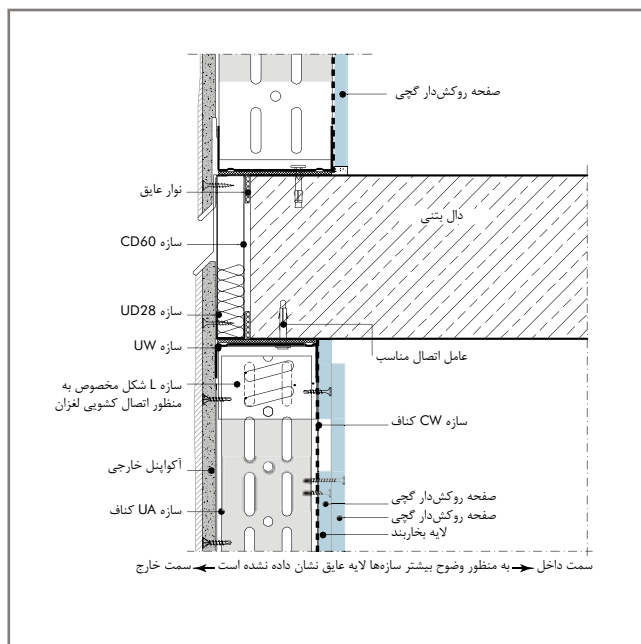 صفحه روکش‌دار گچی
نوار عایق
دال بتنی
سازه CD60
سازه UD28
سازه UW
عامل اتصال مناسب
سازه L شکل مخصوص به
منظور اتصال کشویی لغزان
سازه CW کناف
آکواپنل خارجی
صفحه روکش‌دار گچی
سازه UA کناف
صفحه روکش‌دار گچی
لایه بخاربند
سمت داخل به منظور وضوح بیشتر سازه‌ها لایه عایق نشان داده نشده است سمت خارج